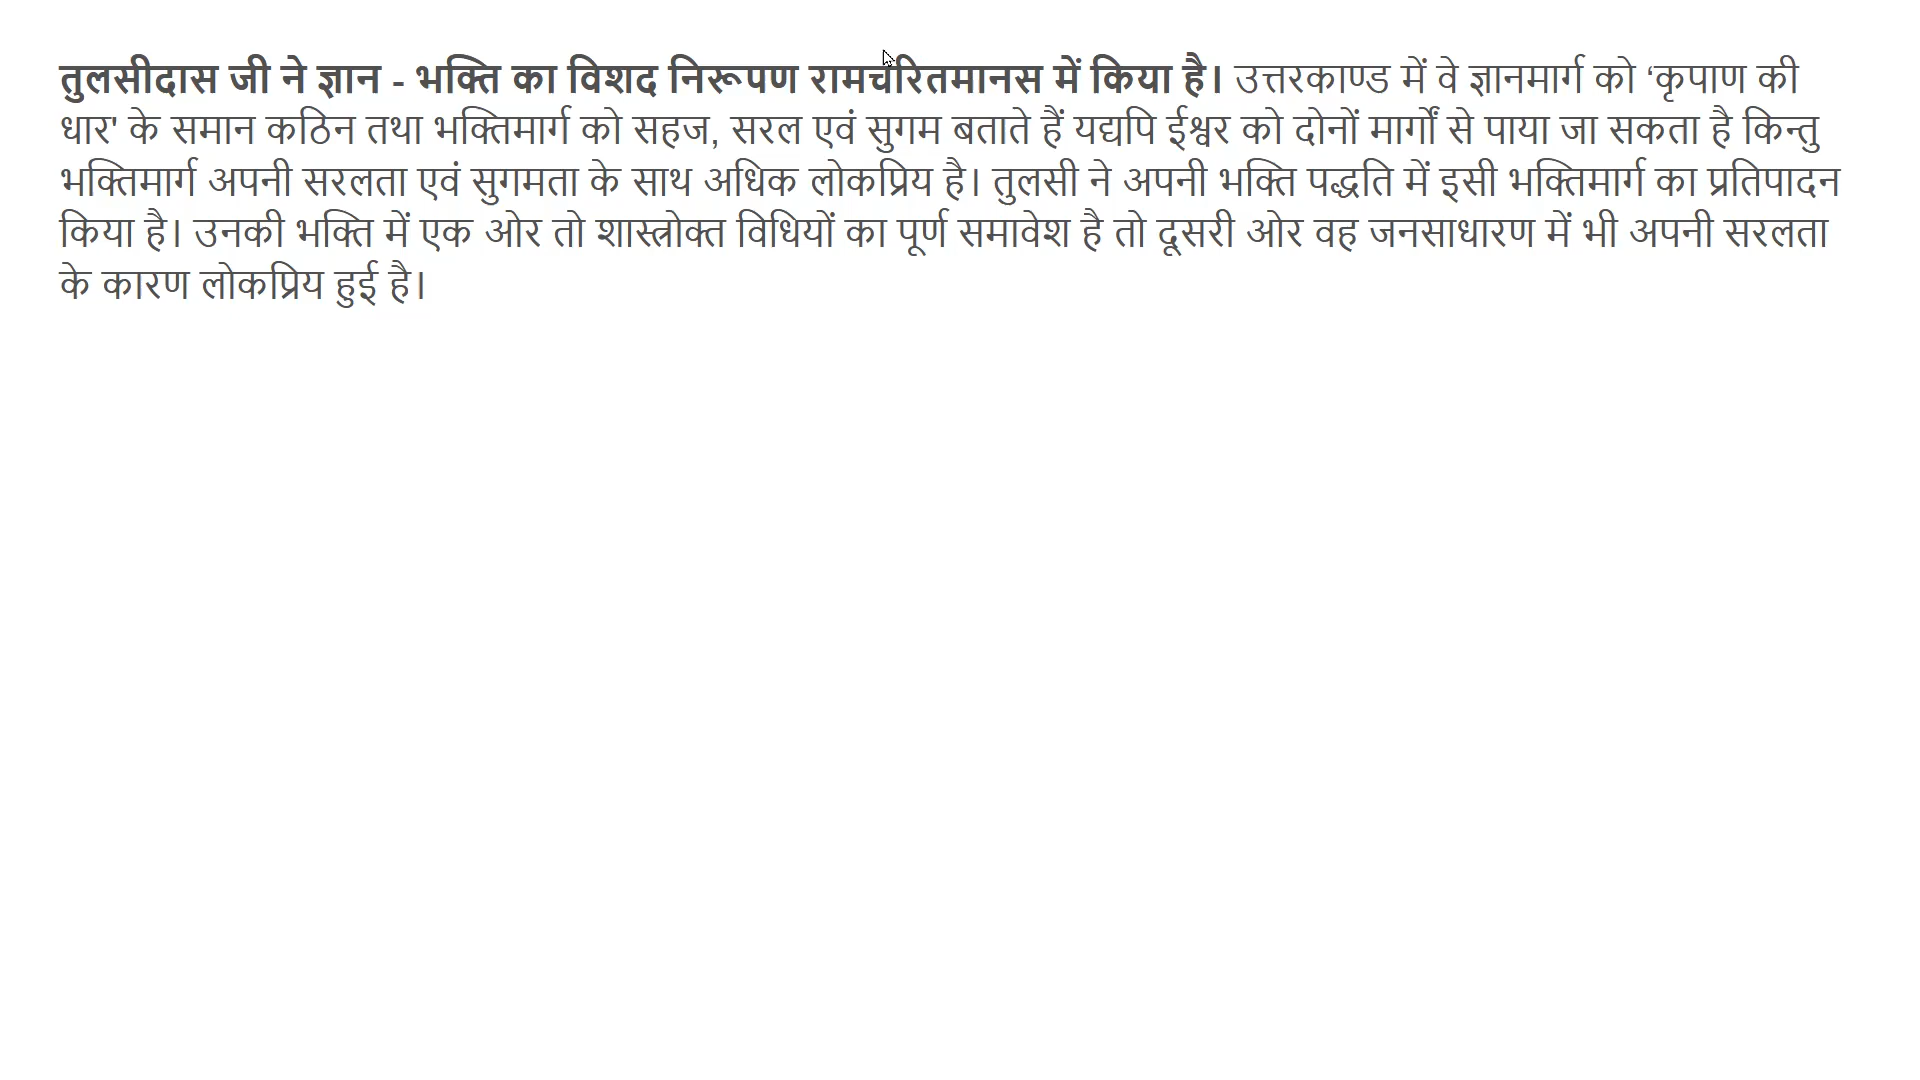 तुलसीदास जी ने ज्ञान - भक्ति का विशद निरूपण रामचरितमानस में किया है। उत्तरकाण्ड में वे ज्ञानमार्ग को ‘कृपाण की
धार' के समान कठिन तथा भक्तिमार्ग को सहज, सरल एवं सुगम बताते हैं यद्यपि ईश्वर को दोनों मार्गों से पाया जा सकता है किन्तु
भक्तिमार्ग अपनी सरलता एवं सुगमता के साथ अधिक लोकप्रिय है। तुलसी ने अपनी भक्ति पद्धति में इसी भक्तिमार्ग का प्रतिपादन
किया है। उनकी भक्ति में एक ओर तो शास्त्रोक्त विधियों का पूर्ण समावेश है तो दूसरी ओर वह जनसाधारण में भी अपनी सरलता
के कारण लोकप्रिय हुई है।